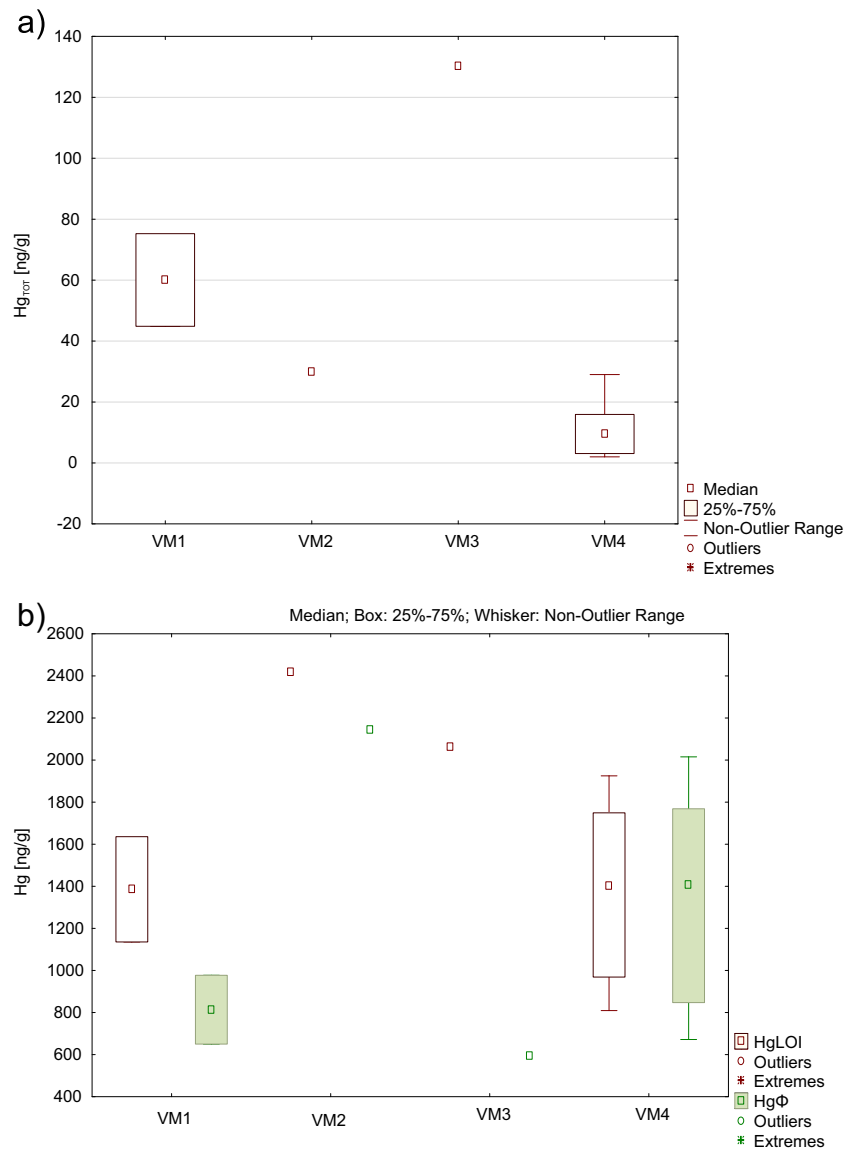 a)
140
120
100
80
60
40
20
0
-20
Hg_TOT [ng/g]
VM1 VM2 VM3 VM4
Median
25%-75%
Non-Outlier Range
Outliers
Extremes
b)
Median; Box: 25%-75%; Whisker: Non-Outlier Range
2600
2400
2200
2000
1800
1600
1400
1200
1000
800
600
400
Hg [ng/g]
VM1 VM2 VM3 VM4
HgLOI
Outliers
Extremes
HgΦ
Outliers
Extremes